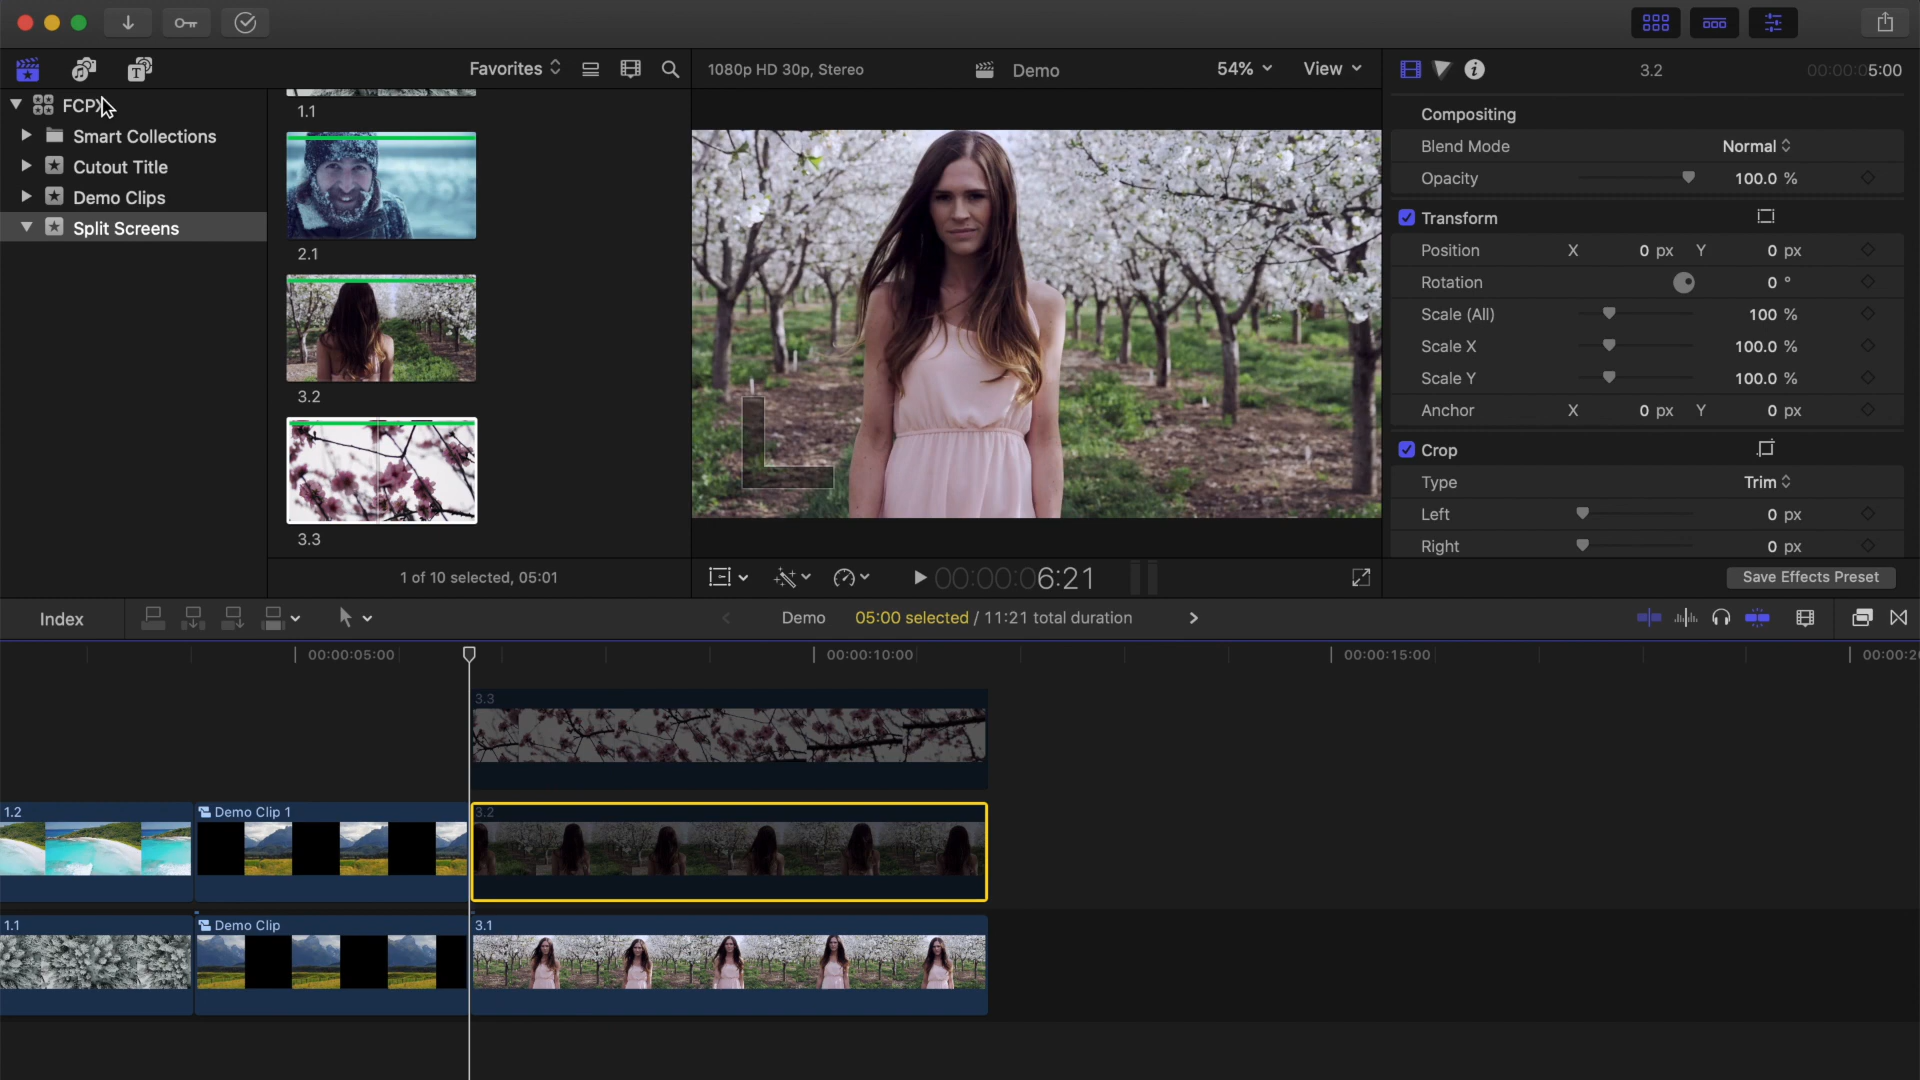 Favorites
1080p HD 30p, Stereo
Demo
54%
View
3.2
00:00:05:00
FCPX
Smart Collections
Cutout Title
Demo Clips
Split Screens
1.1
2.1
3.2
3.3
1 of 10 selected, 05:01
Compositing
Blend Mode Normal
Opacity 100.0 %
Transform
Position X 0 px Y 0 px
Rotation 0 °
Scale (All) 100 %
Scale X 100.0 %
Scale Y 100.0 %
Anchor X 0 px Y 0 px
Crop
Type Trim
Left 0 px
Right 0 px
Save Effects Preset
00:00:06:21
Index
Demo 05:00 selected / 11:21 total duration
00:00:05:00
00:00:10:00
00:00:15:00
3.3
1.2
Demo Clip 1
3.2
1.1
Demo Clip
3.1